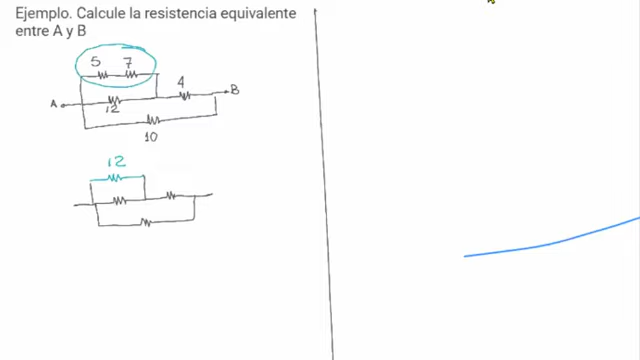 Ejemplo. Calcule la resistencia equivalente
entre A y B
5 7
4
A 12 B
10
12